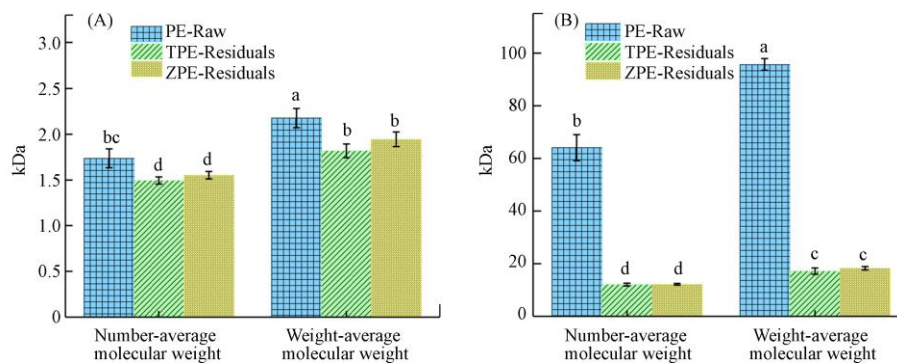 (A)
PE-Raw
TPE-Residuals
ZPE-Residuals
kDa
3.0
2.5
2.0
1.5
1.0
0.5
0
bc
d
d
a
b
b
Number-average
molecular weight
Weight-average
molecular weight
(B)
PE-Raw
TPE-Residuals
ZPE-Residuals
kDa
100
80
60
40
20
0
b
d
d
a
c
c
Number-average
molecular weight
Weight-average
molecular weight